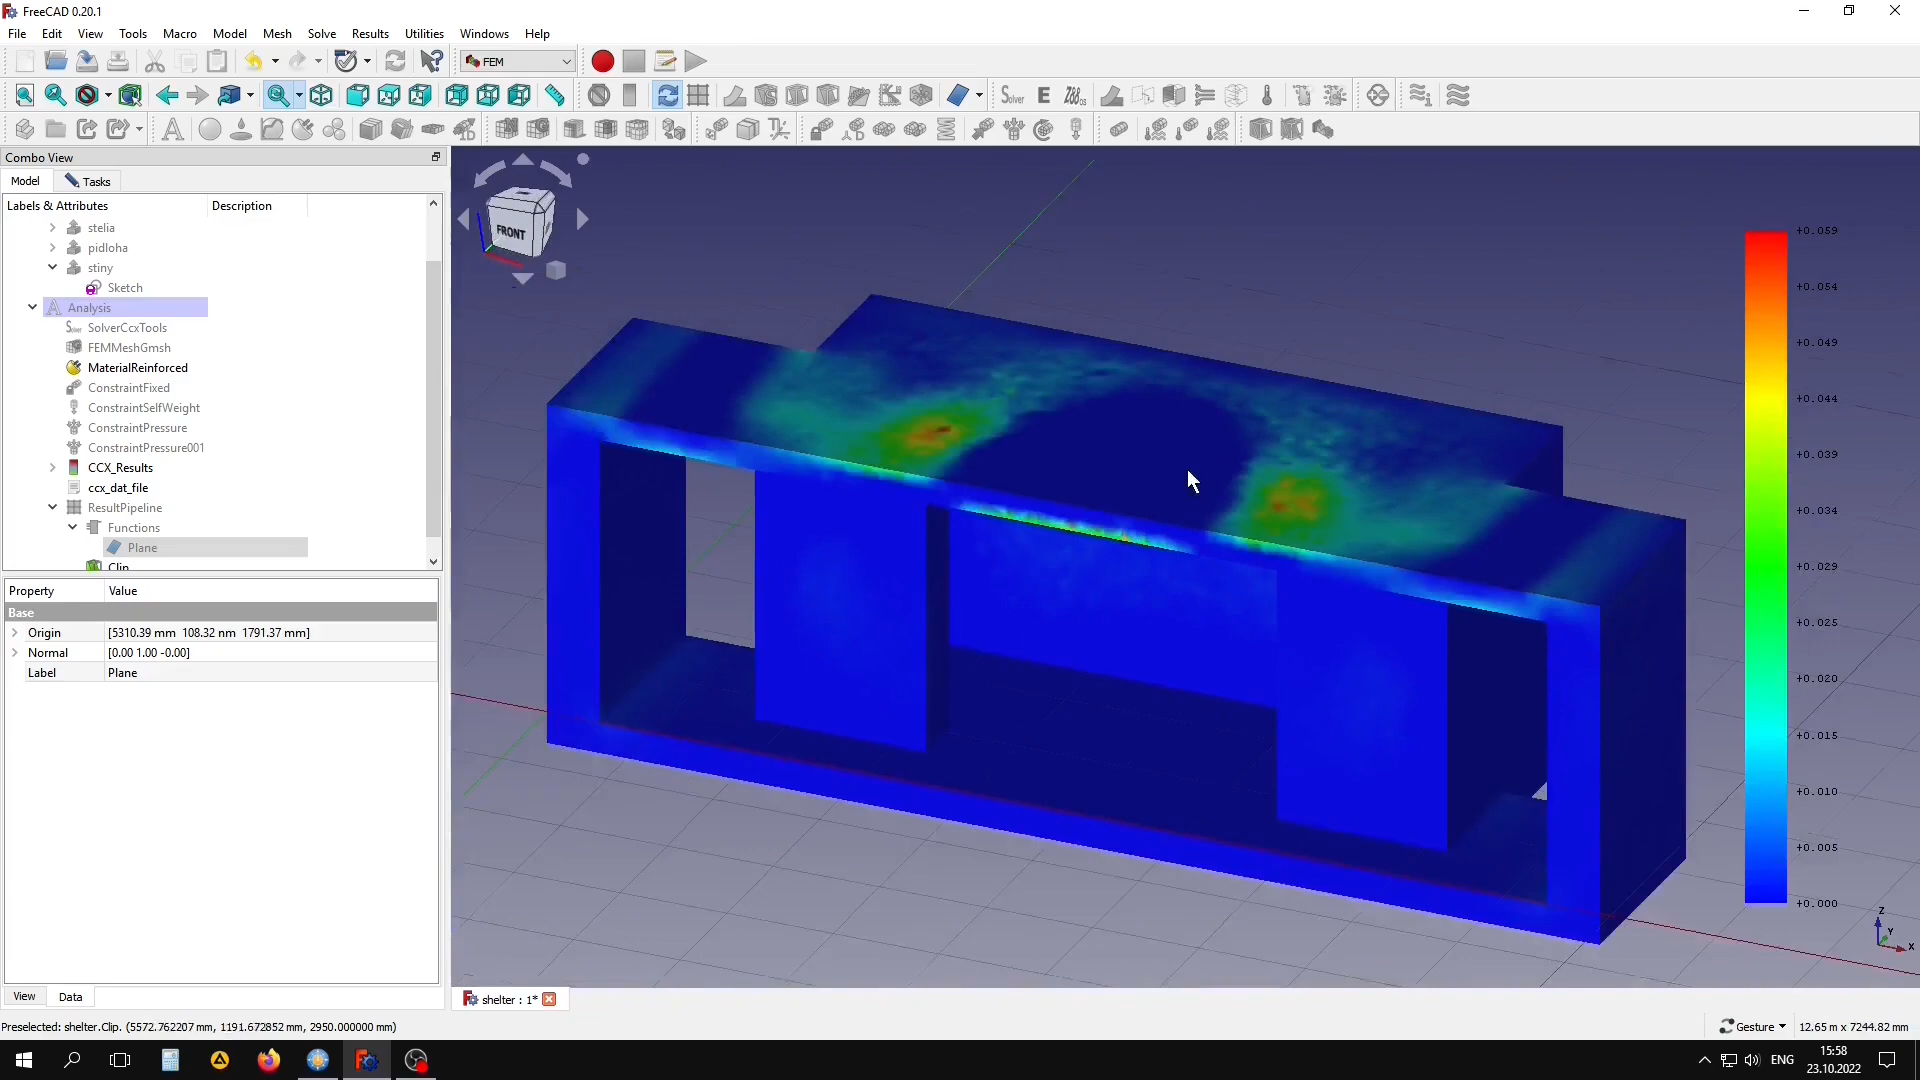 FreeCAD 0.20.1
File Edit View Tools Macro Model Mesh Solve Results Utilities Windows Help
FEM
Solver E Z88os
Combo View
Model Tasks
Labels & Attributes Description
stelia
pidloha
stiny
Sketch
Analysis
SolverCcxTools
FEMMeshGmsh
MaterialReinforced
ConstraintFixed
ConstraintSelfWeight
ConstraintPressure
ConstraintPressure001
CCX_Results
ccx_dat_file
ResultPipeline
Functions
Plane
Clip
Property Value
Base
Origin [5310.39 mm 108.32 nm 1791.37 mm]
Normal [0.00 1.00 -0.00]
Label Plane
View Data
FRONT
+0.059
+0.054
+0.049
+0.044
+0.039
+0.034
+0.029
+0.025
+0.020
+0.015
+0.010
+0.005
+0.000
Z
Y
X
shelter : 1*
Preselected: shelter.Clip. (5572.762207 mm, 1191.672852 mm, 2950.000000 mm)
Gesture 12.65 m x 7244.82 mm
ENG
15:58
23.10.2022